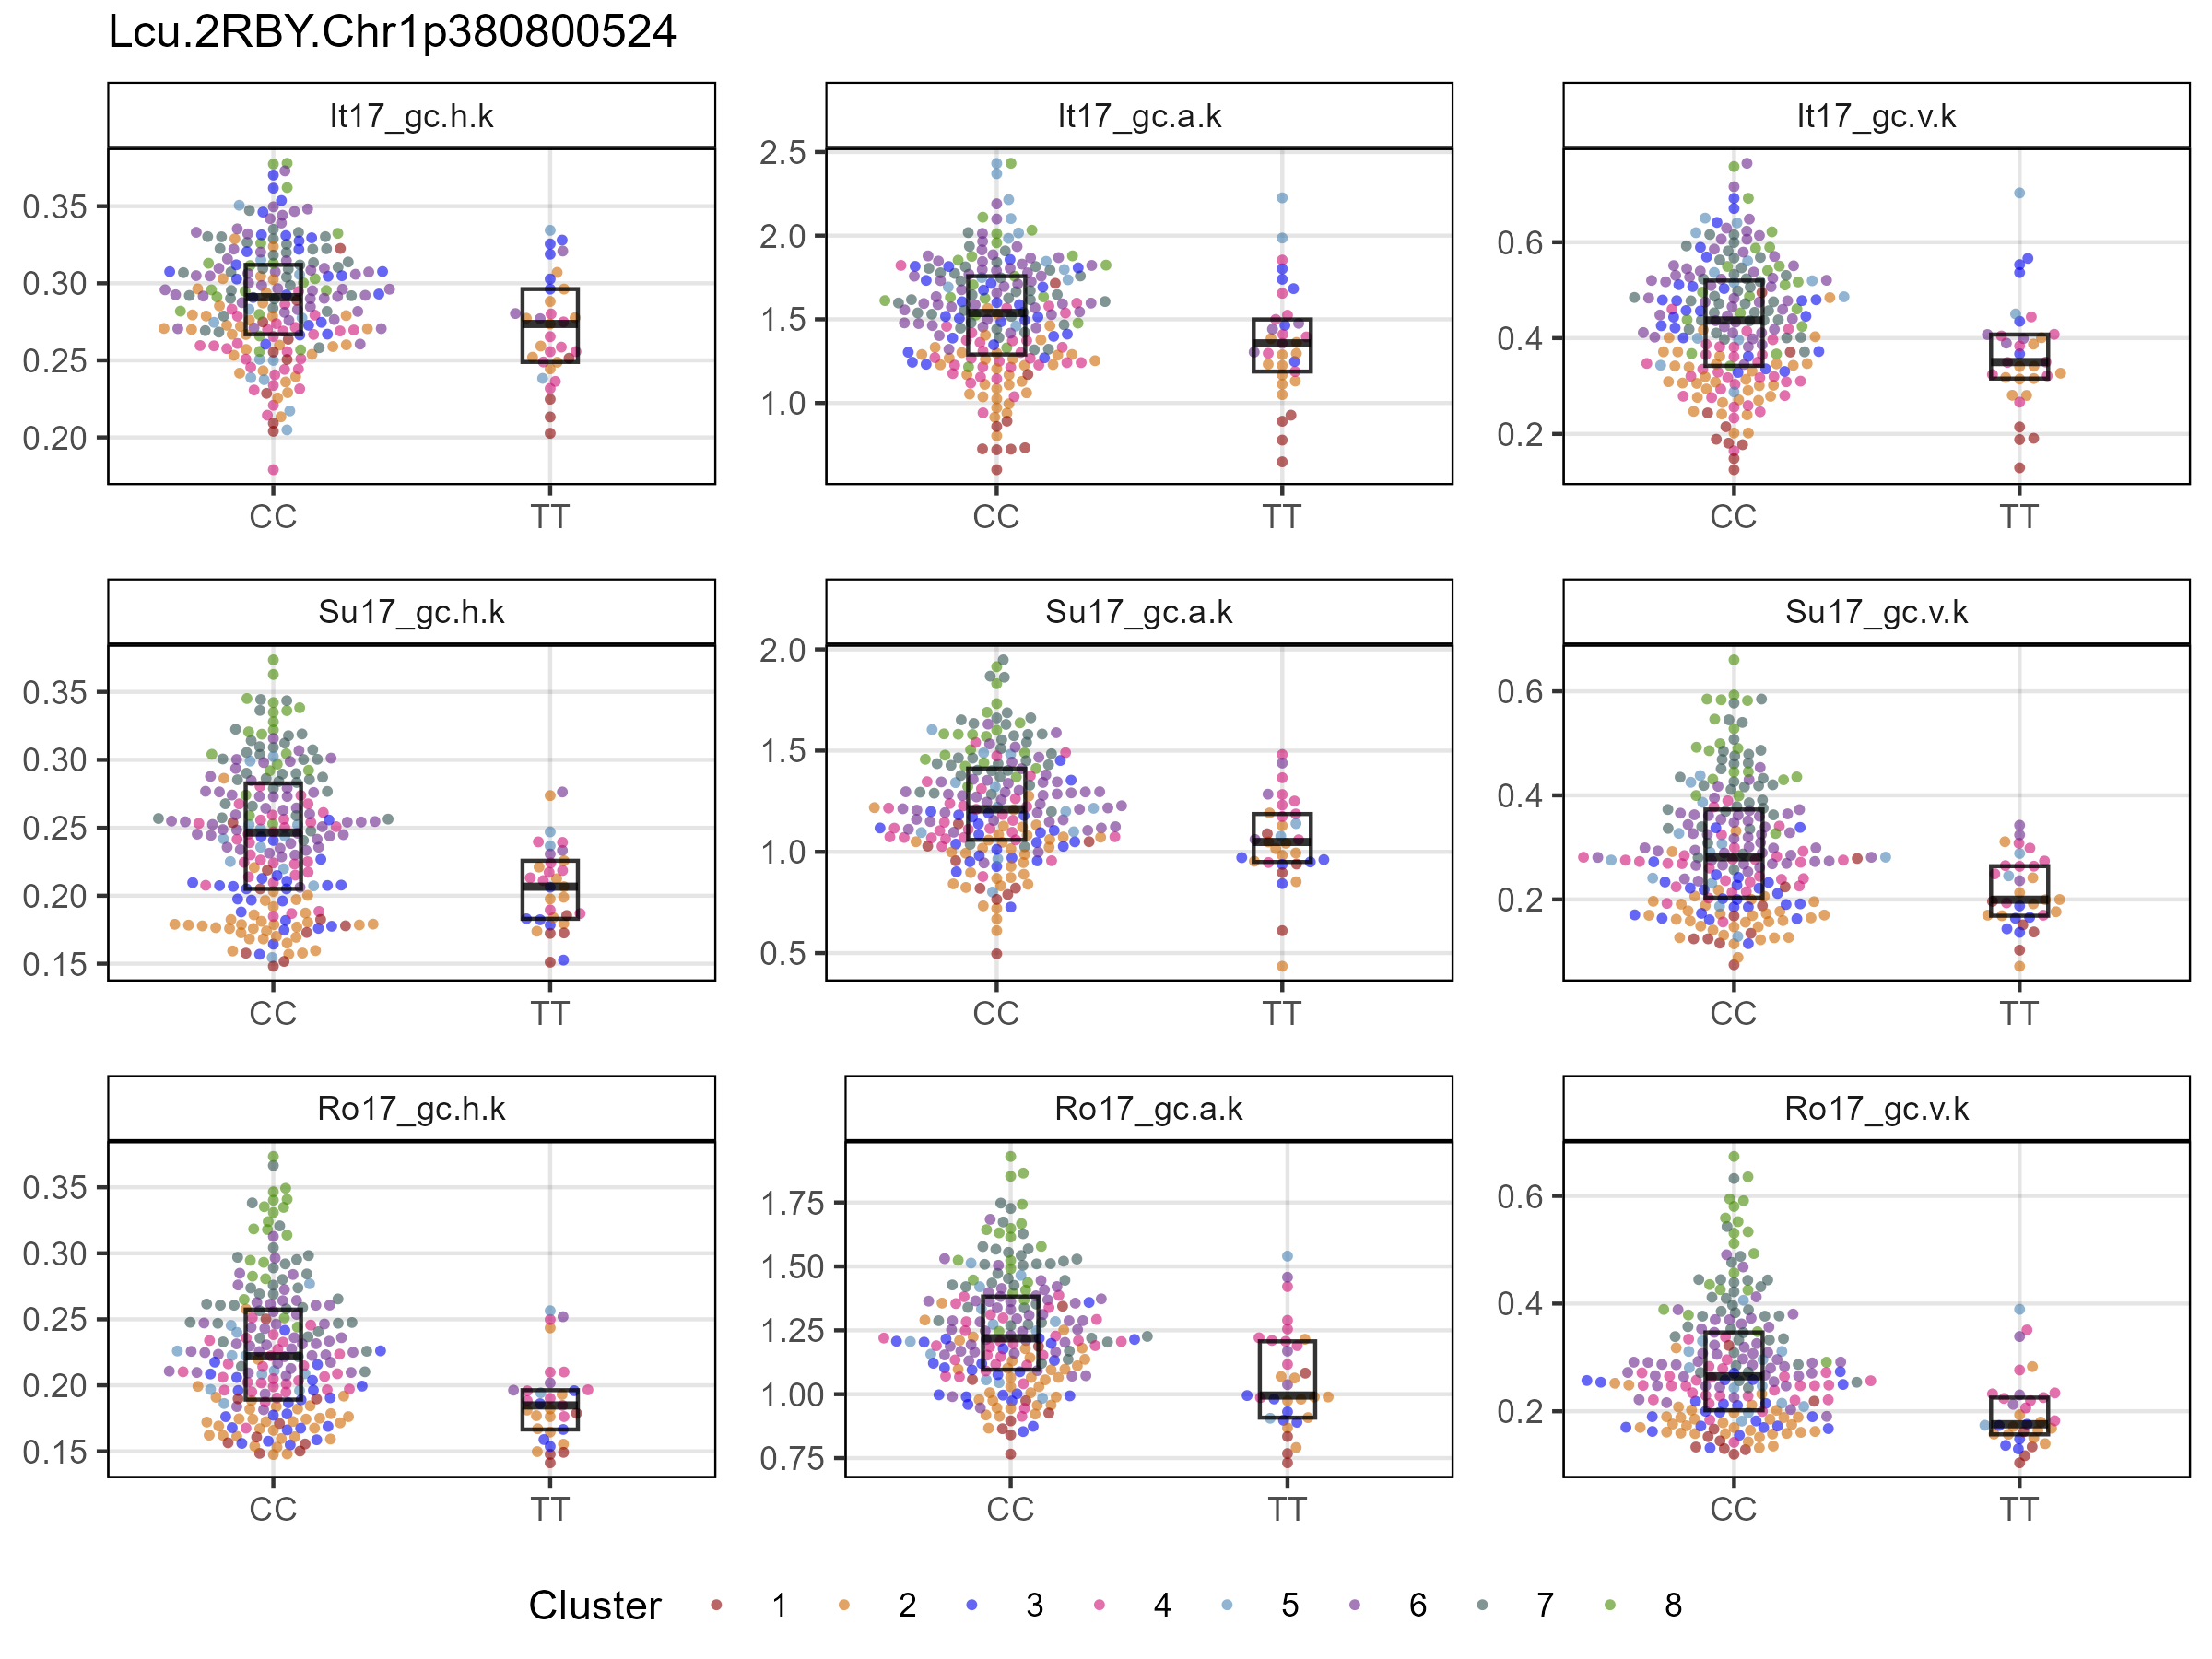 Lcu.2RBY.Chr1p380800524
It17_gc.h.k
It17_gc.a.k
It17_gc.v.k
0.35
0.30
0.25
0.20
CC
TT
2.5
2.0
1.5
1.0
CC
TT
0.6
0.4
0.2
CC
TT
Su17_gc.h.k
Su17_gc.a.k
Su17_gc.v.k
0.35
0.30
0.25
0.20
0.15
CC
TT
2.0
1.5
1.0
0.5
CC
TT
0.6
0.4
0.2
CC
TT
Ro17_gc.h.k
Ro17_gc.a.k
Ro17_gc.v.k
0.35
0.30
0.25
0.20
0.15
CC
TT
1.75
1.50
1.25
1.00
0.75
CC
TT
0.6
0.4
0.2
CC
TT
Cluster 1 2 3 4 5 6 7 8